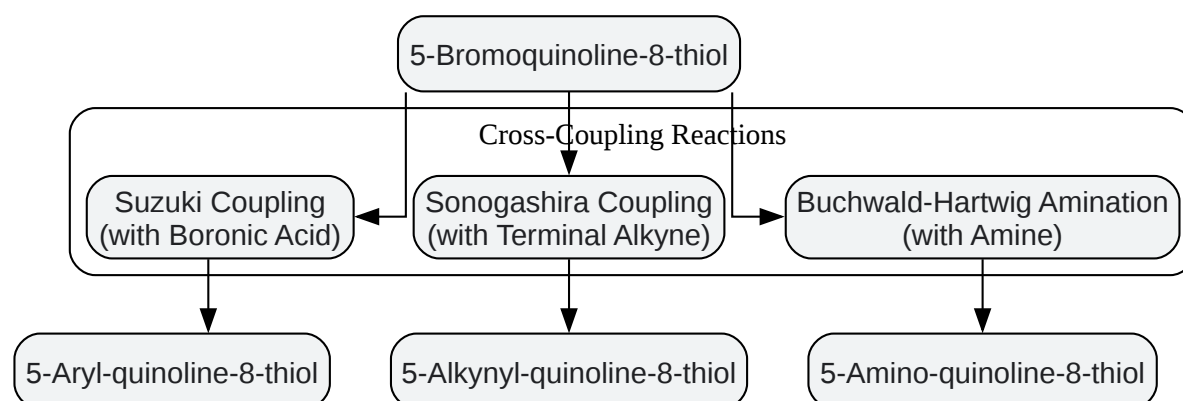 5-Bromoquinoline-8-thiol
Cross-Coupling Reactions
Suzuki Coupling
(with Boronic Acid)
Sonogashira Coupling
(with Terminal Alkyne)
Buchwald-Hartwig Amination
(with Amine)
5-Aryl-quinoline-8-thiol
5-Alkynyl-quinoline-8-thiol
5-Amino-quinoline-8-thiol